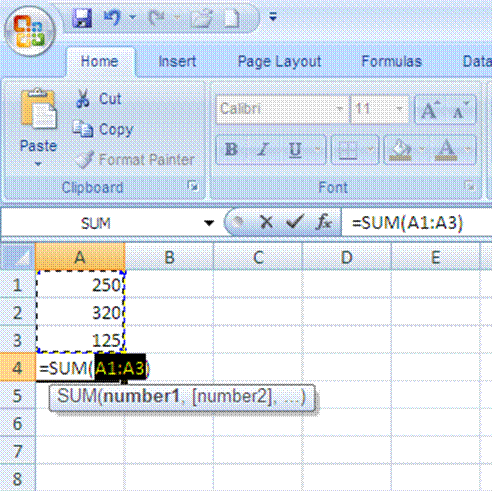 Home Insert Page Layout Formulas Data
Cut
Copy
Format Painter
Paste
Clipboard
Calibri 11 A A
B I U A
Font
SUM fx =SUM(A1:A3)
A B C D E
1 250
2 320
3 125
4 =SUM(A1:A3)
5 SUM(number1, [number2], ...)
6
7
8